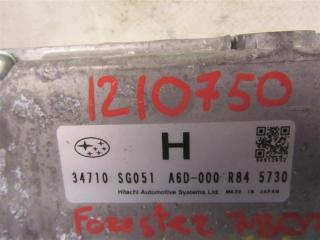 1210750
H
34710 SG051 A6D-000 R84 5730
Hitachi Automotive Systems, Ltd. MADE IN JAPAN
Forester